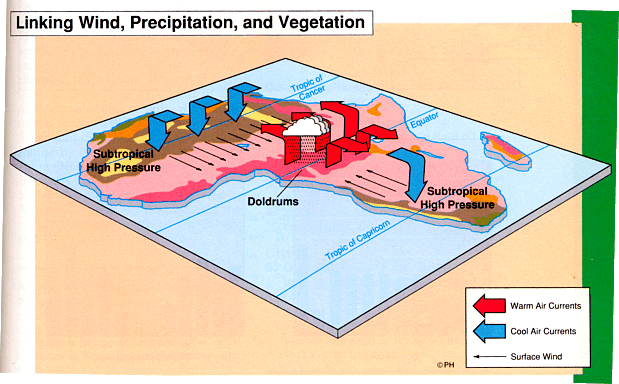 Linking Wind, Precipitation, and Vegetation
Tropic of
Cancer
Equator
Subtropical
High Pressure
Doldrums
Subtropical
High Pressure
Tropic of Capricorn
Warm Air Currents
Cool Air Currents
Surface Wind
©PH